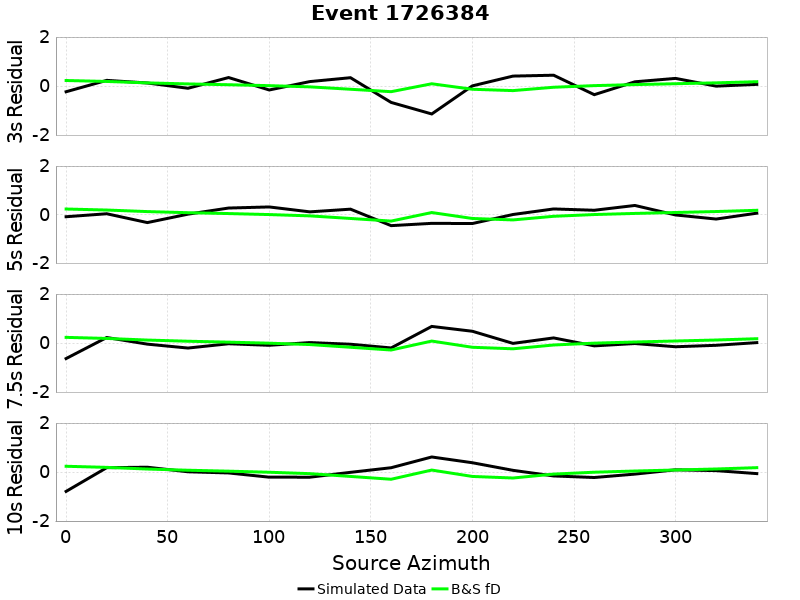 Event 1726384
3s Residual
2
0
-2
5s Residual
2
0
-2
7.5s Residual
2
0
-2
10s Residual
2
0
-2
0 50 100 150 200 250 300
Source Azimuth
Simulated Data B&S fD